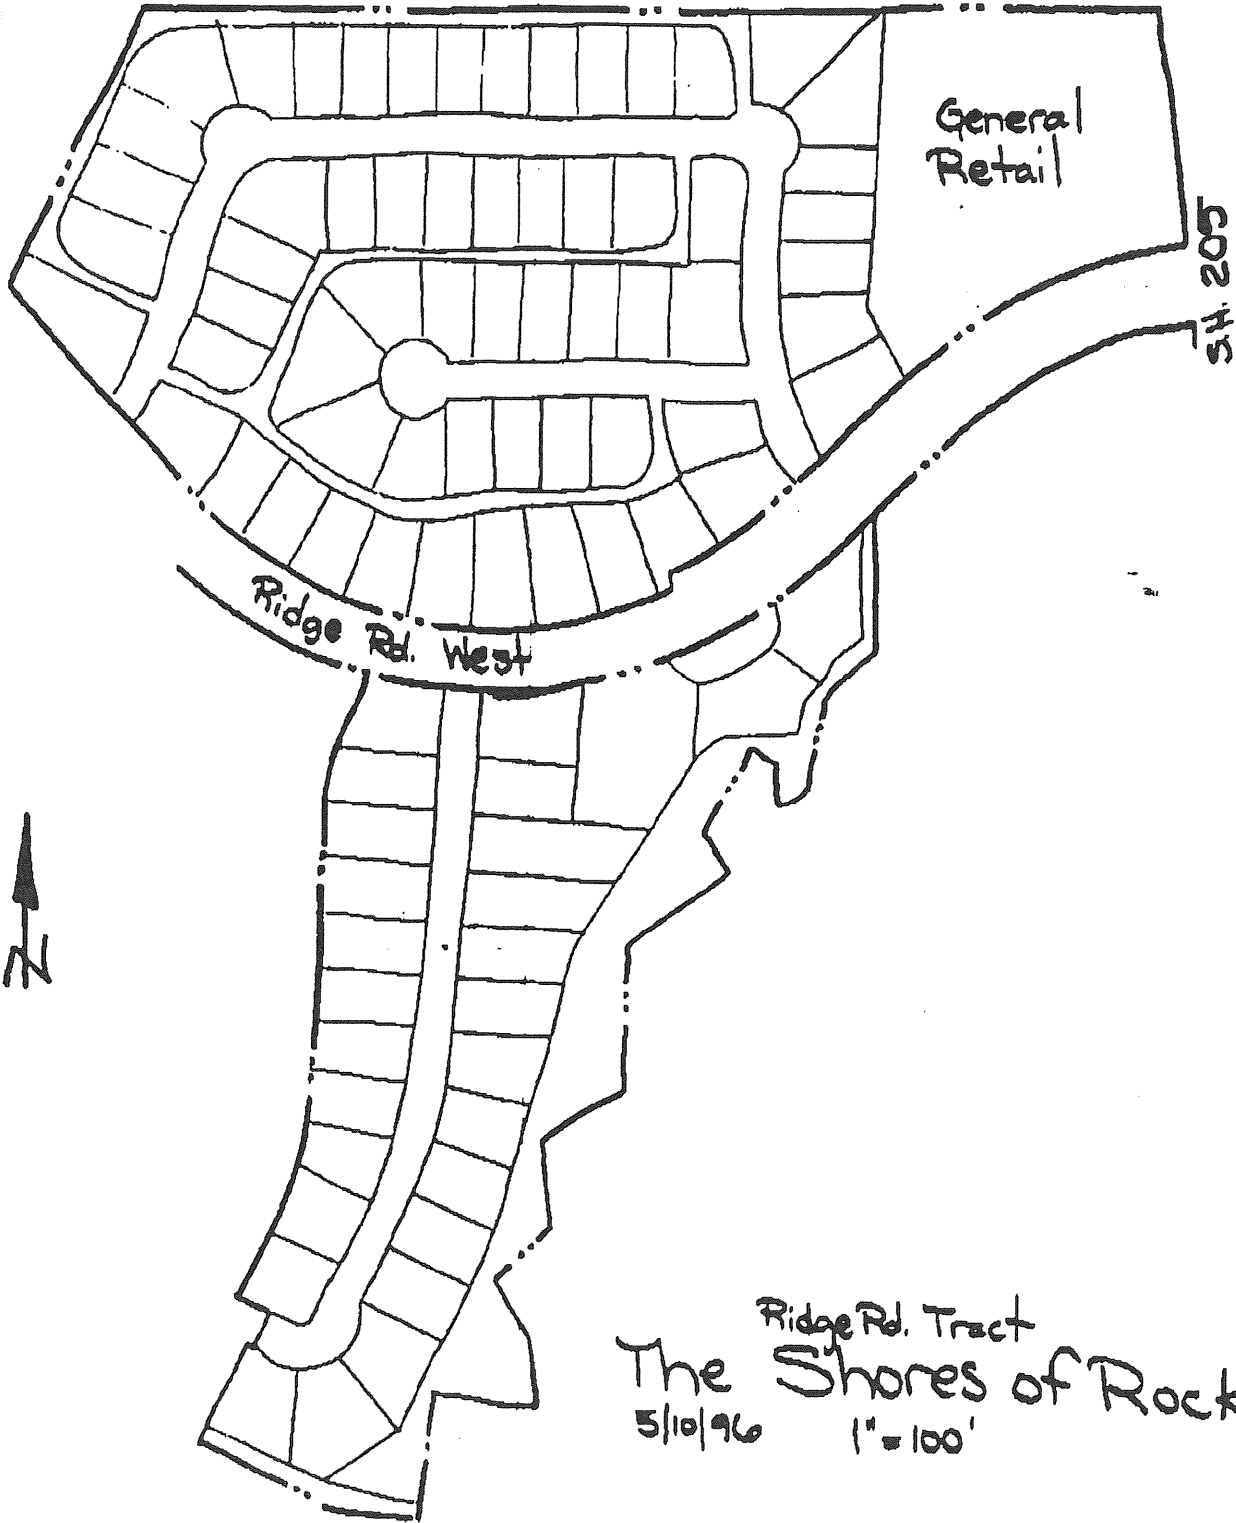 General
Retail
S.H. 205
Ridge Rd. West
N
Ridge Rd. Tract
The Shores of Rock
5/10/96 1"=100'